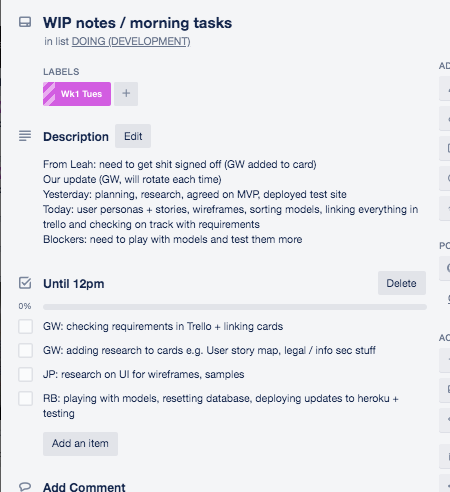 WIP notes / morning tasks
in list DOING (DEVELOPMENT)
LABELS
Wk1 Tues +
Description Edit
From Leah: need to get shit signed off (GW added to card)
Our update (GW, will rotate each time)
Yesterday: planning, research, agreed on MVP, deployed test site
Today: user personas + stories, wireframes, sorting models, linking everything in
trello and checking on track with requirements
Blockers: need to play with models and test them more
Until 12pm Delete
0%
GW: checking requirements in Trello + linking cards
GW: adding research to cards e.g. User story map, legal / info sec stuff
JP: research on UI for wireframes, samples
RB: playing with models, resetting database, deploying updates to heroku +
testing
Add an item
Add Comment
AD
PO
AC